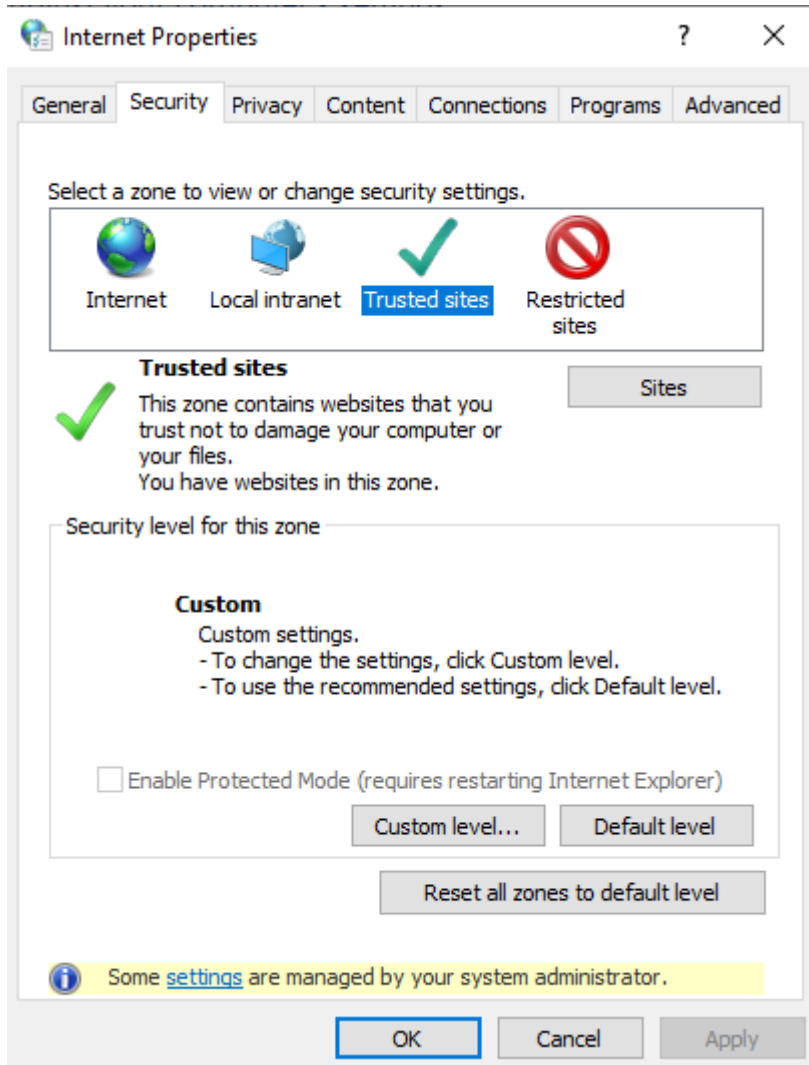 Internet Properties
?
General Security Privacy Content Connections Programs Advanced
Select a zone to view or change security settings.
Internet
Local intranet
Trusted sites
Restricted
sites
Trusted sites
Sites
This zone contains websites that you
trust not to damage your computer or
your files.
You have websites in this zone.
Security level for this zone
Custom
Custom settings.
- To change the settings, click Custom level.
- To use the recommended settings, click Default level.
Enable Protected Mode (requires restarting Internet Explorer)
Custom level...
Default level
Reset all zones to default level
Some settings are managed by your system administrator.
OK
Cancel
Apply